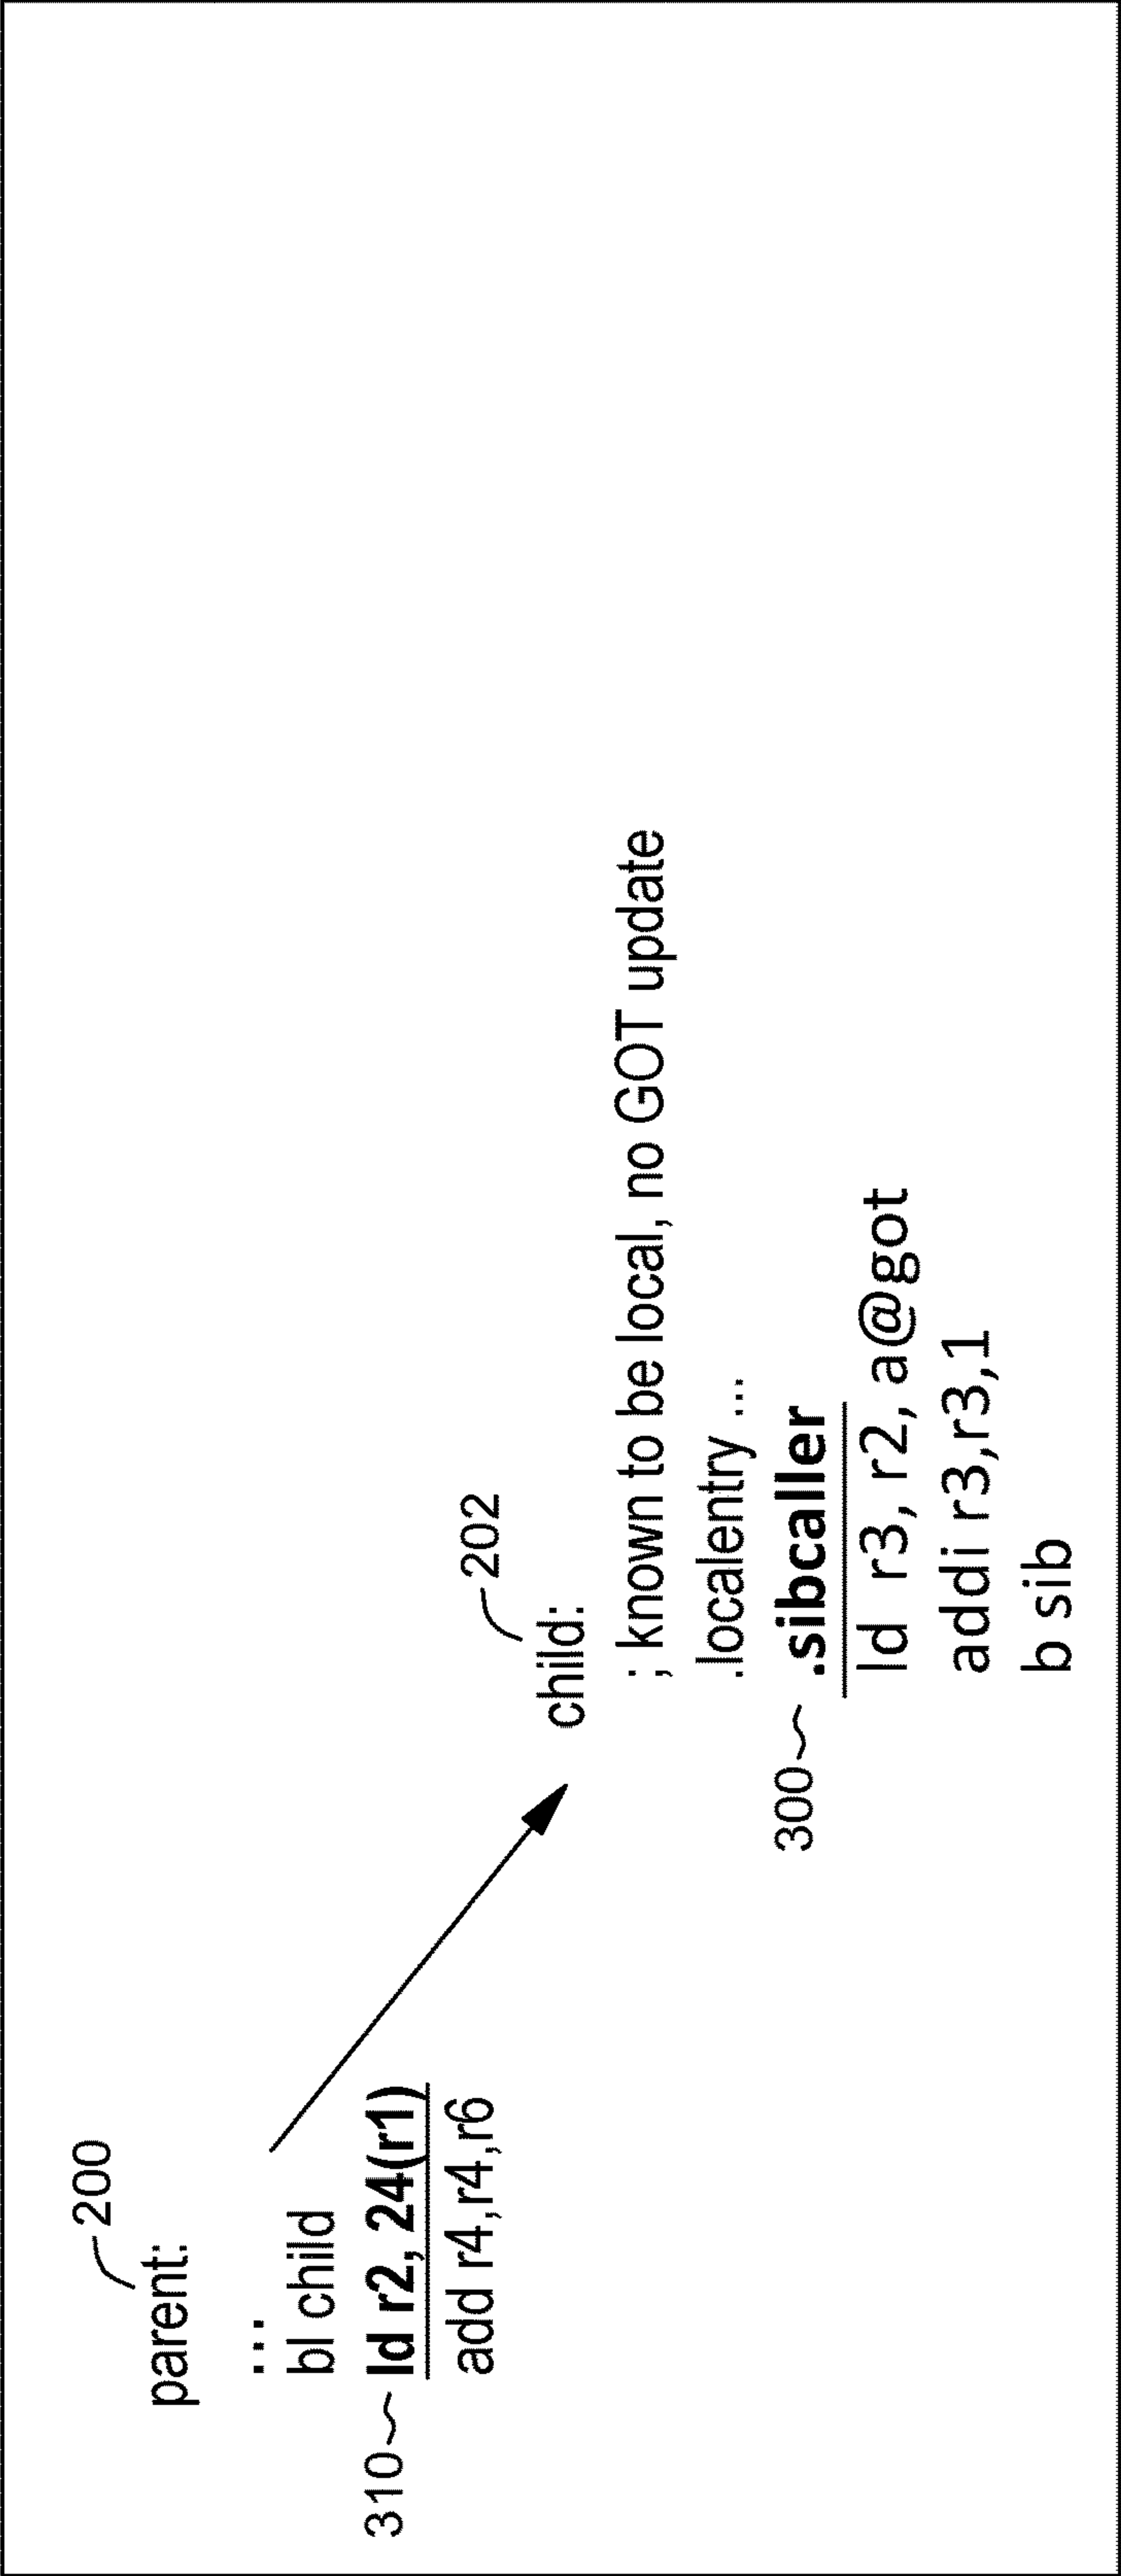 200
parent:
...
bl child
310 ld r2, 24(r1)
add r4,r4,r6
202
child:
; known to be local, no GOT update
.localentry ...
300 .sibcaller
ld r3, r2, a@got
addi r3,r3,1
b sib